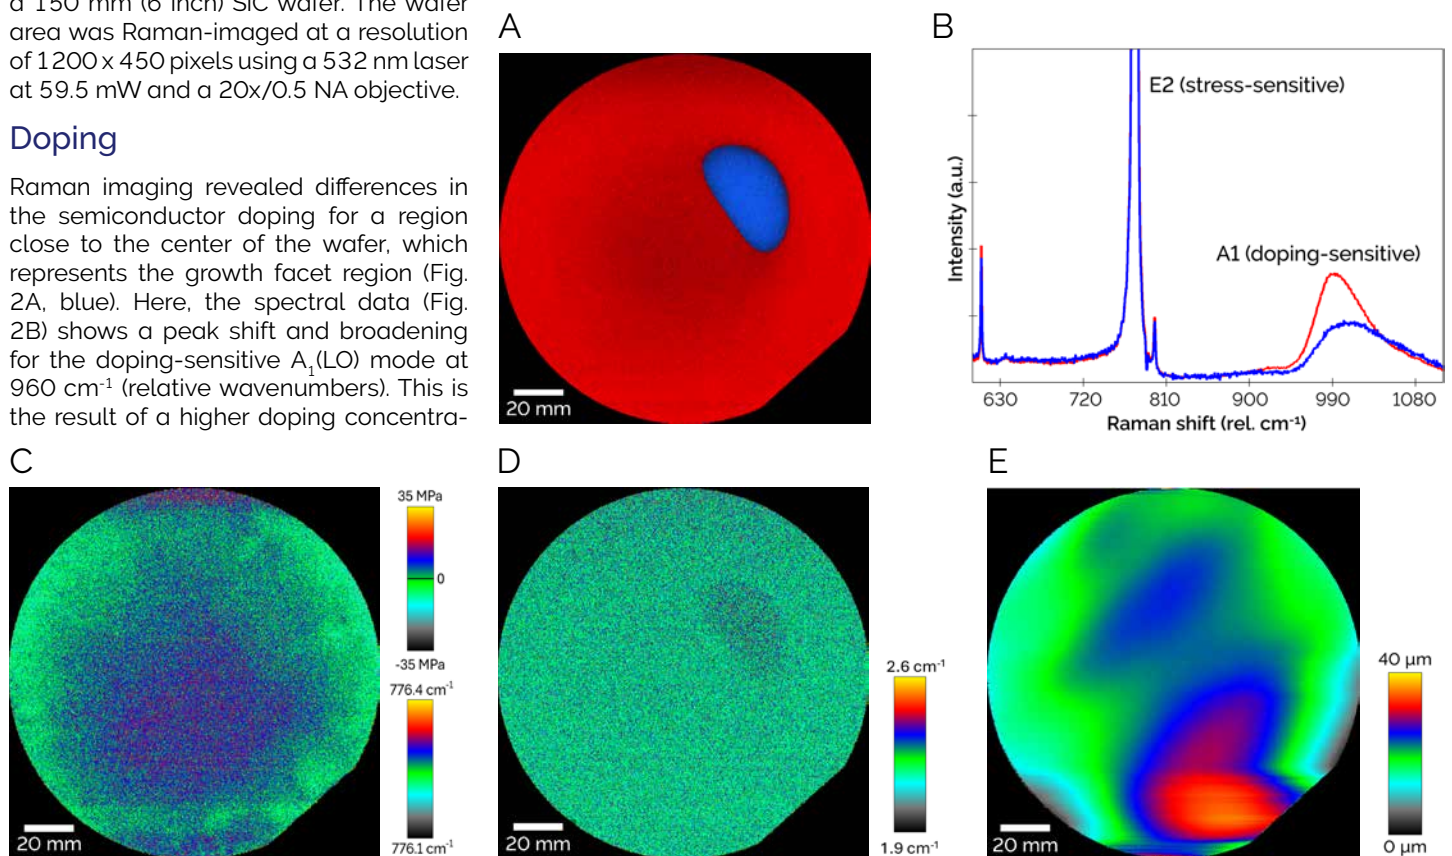 a 150 mm (6 inch) SiC wafer. The wafer
area was Raman-imaged at a resolution
of 1200 x 450 pixels using a 532 nm laser
at 59.5 mW and a 20x/0.5 NA objective.
Doping
Raman imaging revealed differences in
the semiconductor doping for a region
close to the center of the wafer, which
represents the growth facet region (Fig.
2A, blue). Here, the spectral data (Fig.
2B) shows a peak shift and broadening
for the doping-sensitive A₁(LO) mode at
960 cm⁻¹ (relative wavenumbers). This is
the result of a higher doping concentra-
A
20 mm
B
E2 (stress-sensitive)
A1 (doping-sensitive)
Intensity (a.u.)
630 720 810 900 990 1080
Raman shift (rel. cm⁻¹)
C
35 MPa
0
-35 MPa
776.4 cm⁻¹
776.1 cm⁻¹
20 mm
D
2.6 cm⁻¹
1.9 cm⁻¹
20 mm
E
40 µm
0 µm
20 mm